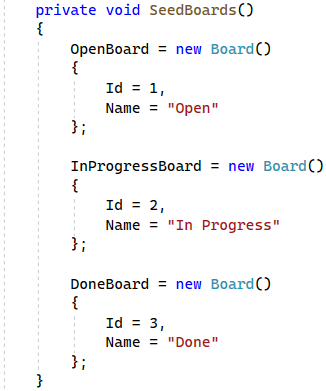 private void SeedBoards()
{
    OpenBoard = new Board()
    {
        Id = 1,
        Name = "Open"
    };

    InProgressBoard = new Board()
    {
        Id = 2,
        Name = "In Progress"
    };

    DoneBoard = new Board()
    {
        Id = 3,
        Name = "Done"
    };
}